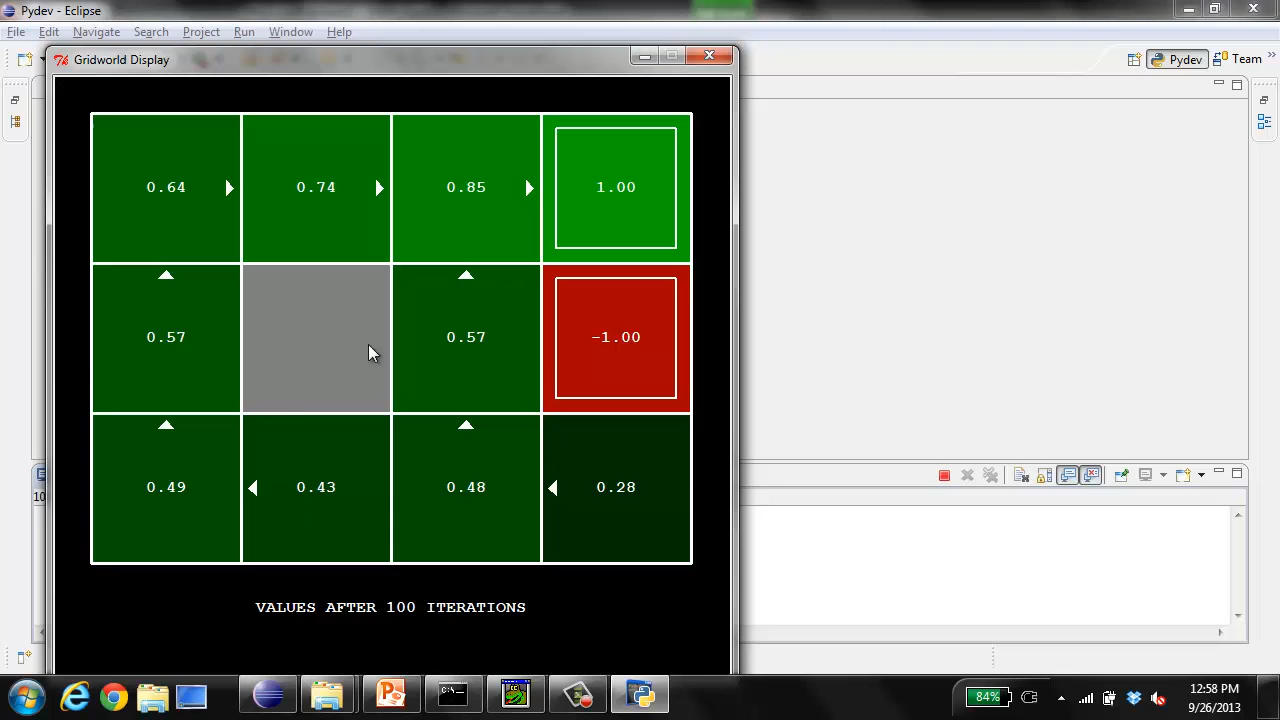 Pydev - Eclipse
File Edit Navigate Search Project Run Window Help
Gridworld Display
Pydev Team
0.64 0.74 0.85 1.00
0.57 0.57 -1.00
0.49 0.43 0.48 0.28
10
VALUES AFTER 100 ITERATIONS
84%
12:58 PM
9/26/2013